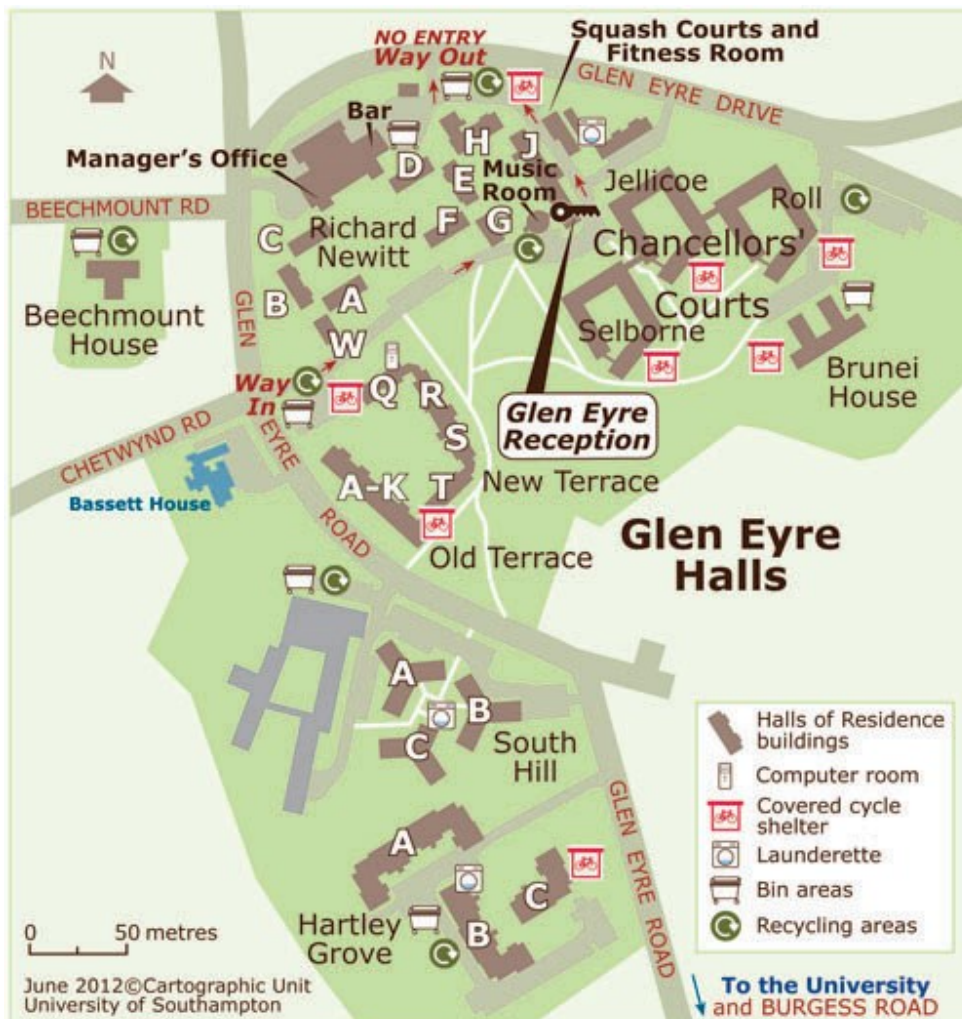 NO ENTRY
Way Out
Squash Courts and
Fitness Room
GLEN EYRE DRIVE
N
Bar
Manager's Office
H
J
D
E
Music
Room
Jellicoe
Roll
BEECHMOUNT RD
C
Richard
Newitt
F
G
Chancellors'
Courts
Selborne
B
A
W
Beechmount
House
GLEN
EYRE
ROAD
Brunei
House
Way
In
Q
R
S
T
A-K
Glen Eyre
Reception
CHETWYND RD
Bassett House
New Terrace
Old Terrace
Glen Eyre
Halls
A
B
C
South
Hill
GLEN EYRE ROAD
A
B
C
Hartley
Grove
Halls of Residence
buildings
Computer room
Covered cycle
shelter
Launderette
Bin areas
Recycling areas
0 50 metres
June 2012©Cartographic Unit
University of Southampton
To the University
and BURGESS ROAD